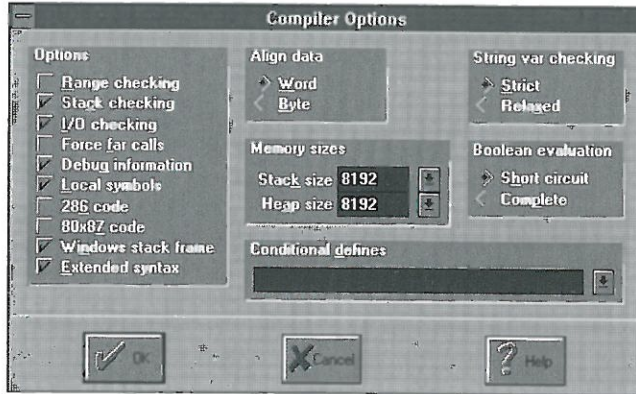 Compiler Options
Options
Range checking
Stack checking
I/O checking
Force far calls
Debug information
Local symbols
286 code
80x87 code
Windows stack frame
Extended syntax
Align data
Word
Byte
String var checking
Strict
Relaxed
Memory sizes
Stack size 8192
Heap size 8192
Boolean evaluation
Short circuit
Complete
Conditional defines
OK
Cancel
Help